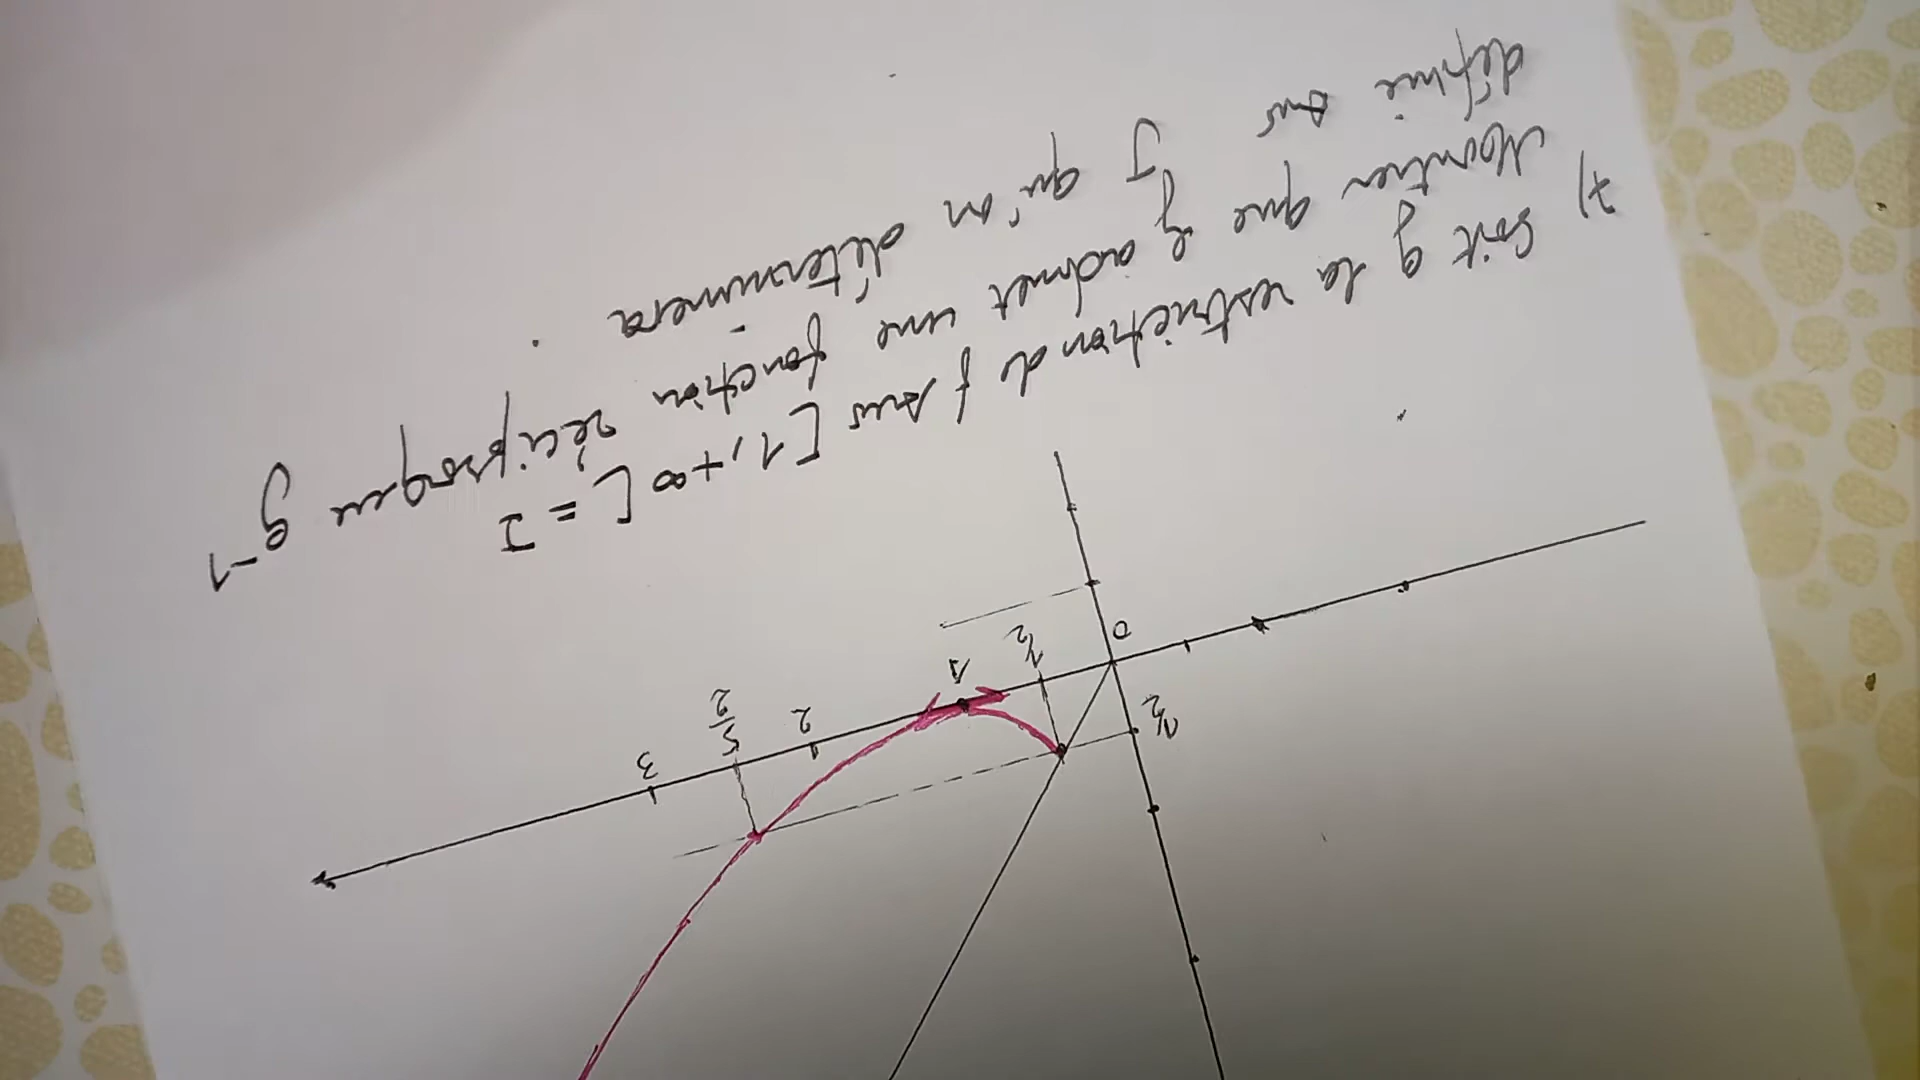 7) Soit g la restriction de f sur [1, +∞[ = I
Montrer que g admet une fonction réciproque g⁻¹
définie sur J qu'on déterminera.
0
1/2
1
2
5/2
3
1/2